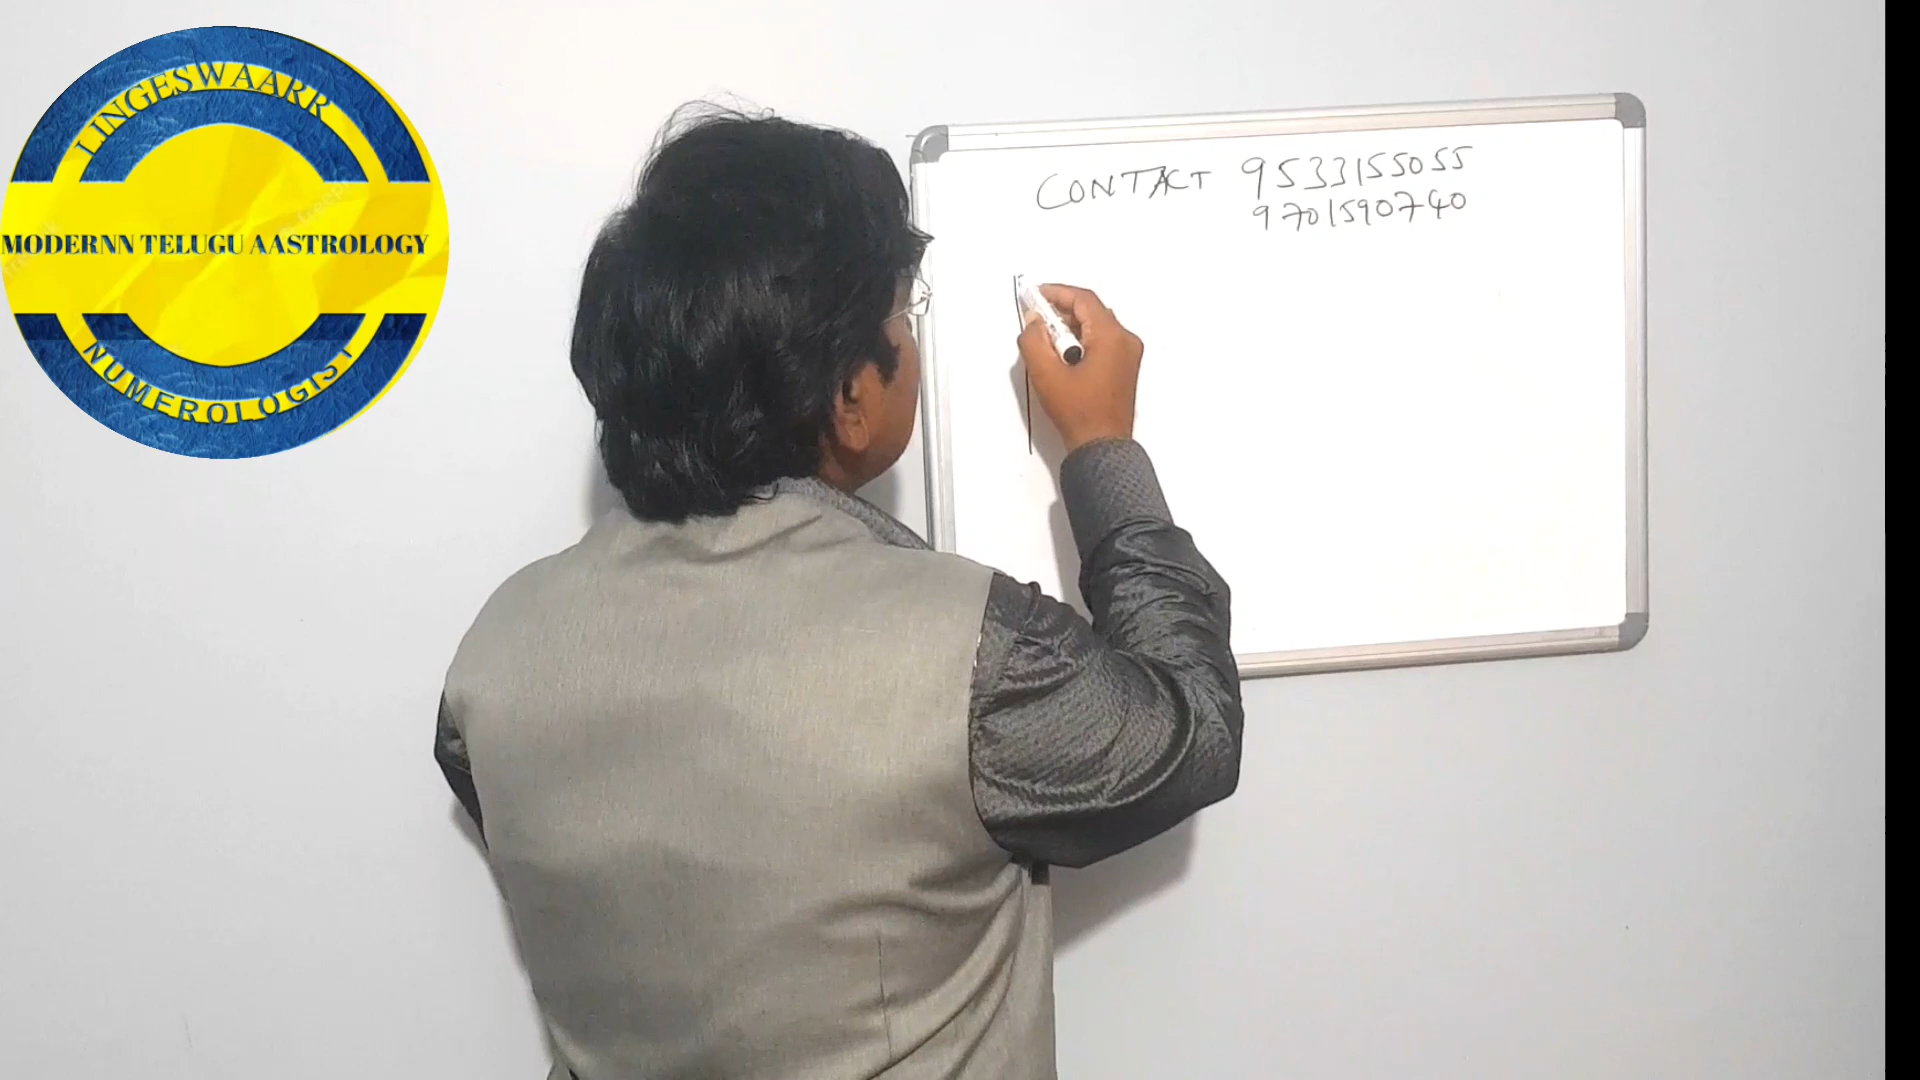 LINGESWAARR
MODERNN TELUGU AASTROLOGY
NUMEROLOGIST
CONTACT 9533155055
9701590740